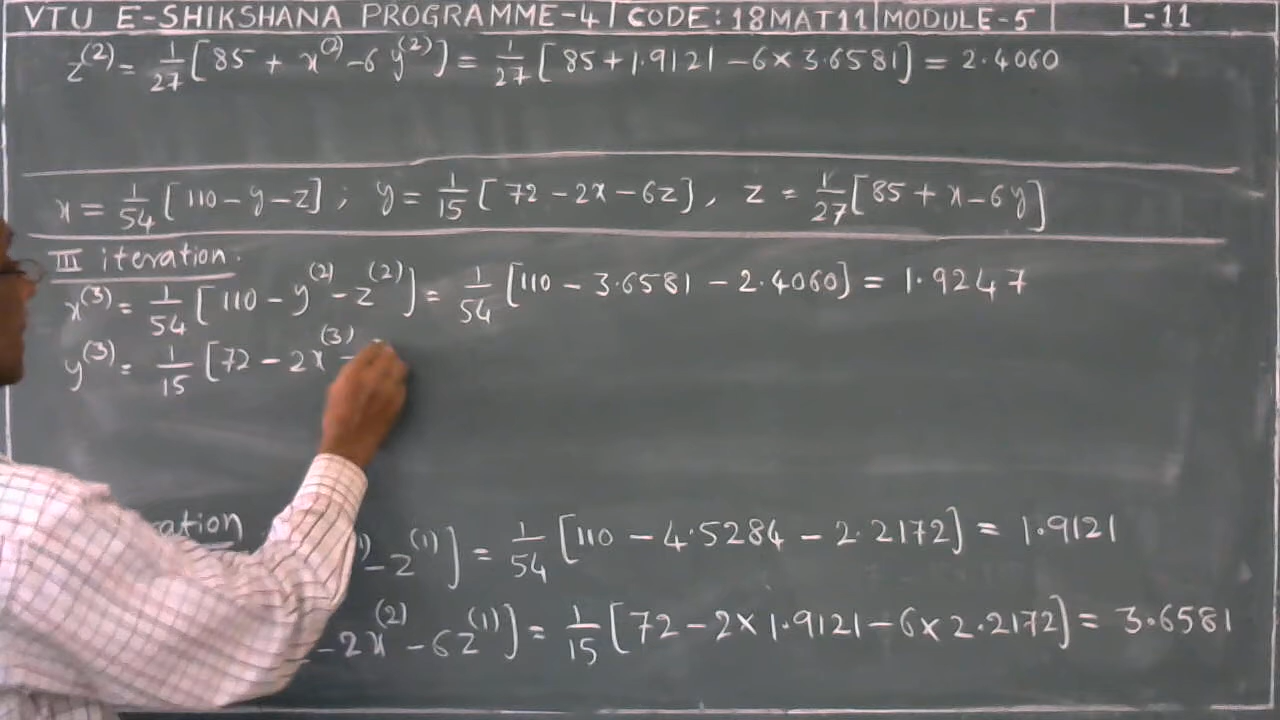 VTU E-SHIKSHANA PROGRAMME-4 | CODE: 18MAT11 | MODULE-5 | L-11
z^(2) = 1/27 [85 + x^(2) - 6 y^(2)] = 1/27 [85 + 1.9121 - 6 × 3.6581] = 2.4060
x = 1/54 [110 - y - z] ; y = 1/15 [72 - 2x - 6z], z = 1/27 [85 + x - 6y]
III iteration.
x^(3) = 1/54 [110 - y^(2) - z^(2)] = 1/54 [110 - 3.6581 - 2.4060] = 1.9247
y^(3) = 1/15 [72 - 2x^(3) -
- z^(1)] = 1/54 [110 - 4.5284 - 2.2172] = 1.9121
- 2x^(2) - 6z^(1)] = 1/15 [72 - 2 × 1.9121 - 6 × 2.2172] = 3.6581